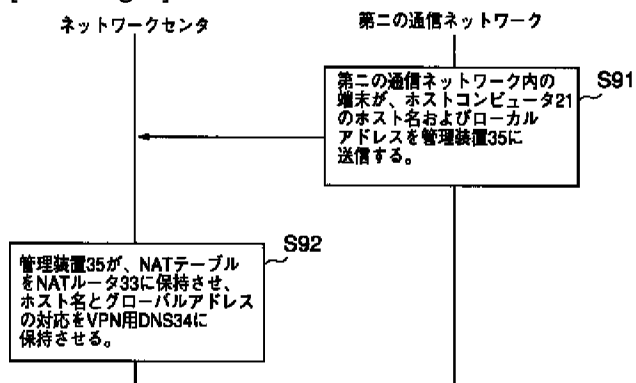 ネットワークセンタ
第二の通信ネットワーク
第二の通信ネットワーク内の
端末が、ホストコンピュータ21
のホスト名およびローカル
アドレスを管理装置35に
送信する。
S91
S92
管理装置35が、NATテーブル
をNATルータ33に保持させ、
ホスト名とグローバルアドレス
の対応をVPN用DNS34に
保持させる。